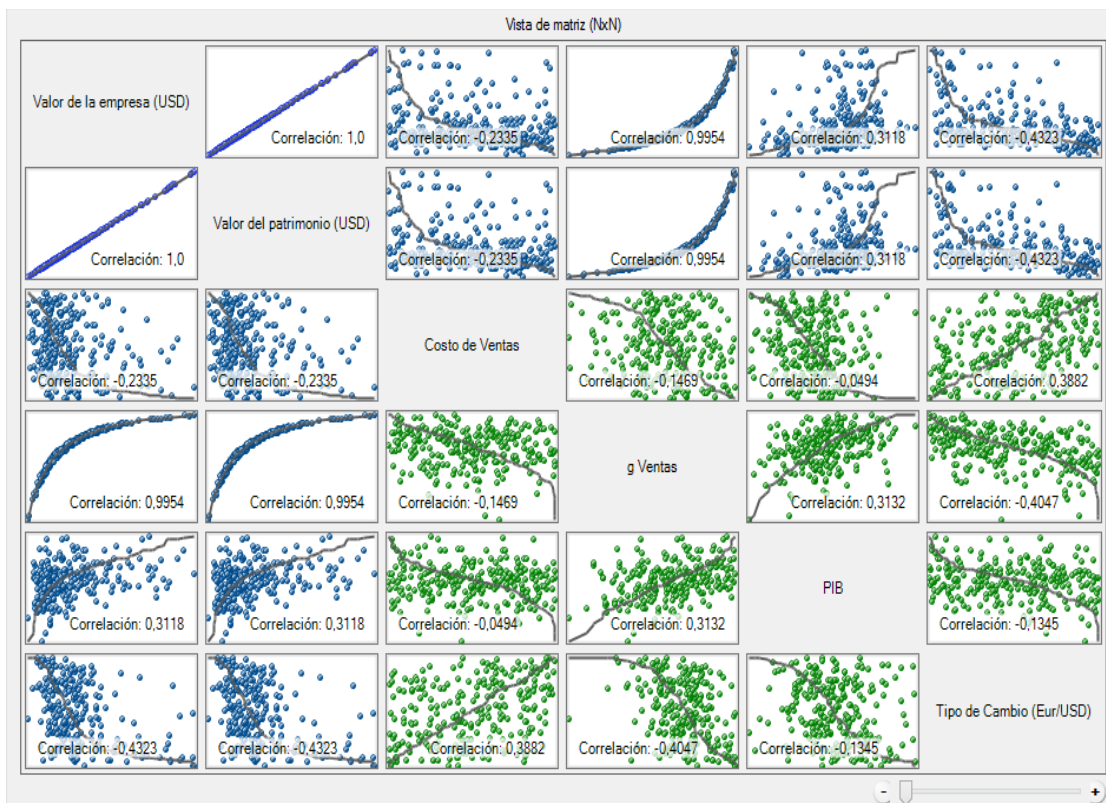 Vista de matriz (NxN)
Valor de la empresa (USD)
Correlación: 1,0
Correlación: -0,2335
Correlación: 0,9954
Correlación: 0,3118
Correlación: -0,4323
Correlación: 1,0
Valor del patrimonio (USD)
Correlación: -0,2335
Correlación: 0,9954
Correlación: 0,3118
Correlación: -0,4323
Correlación: -0,2335
Correlación: -0,2335
Costo de Ventas
Correlación: -0,1469
Correlación: -0,0494
Correlación: 0,3882
Correlación: 0,9954
Correlación: 0,9954
Correlación: -0,1469
g Ventas
Correlación: 0,3132
Correlación: -0,4047
Correlación: 0,3118
Correlación: 0,3118
Correlación: -0,0494
Correlación: 0,3132
PIB
Correlación: -0,1345
Correlación: -0,4323
Correlación: -0,4323
Correlación: 0,3882
Correlación: -0,4047
Correlación: -0,1345
Tipo de Cambio (Eur/USD)
- +